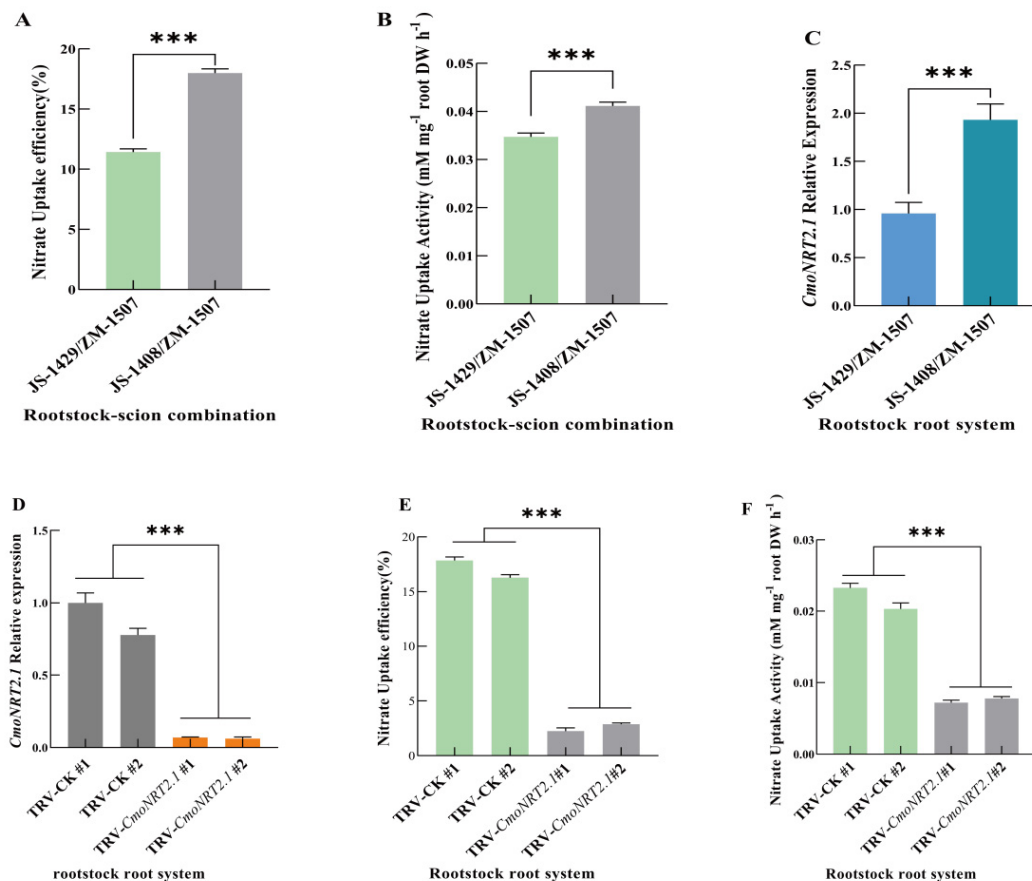 A
Nitrate Uptake efficiency(%)
20
15
10
5
0
***
JS-1429/ZM-1507
JS-1408/ZM-1507
Rootstock-scion combination
B
Nitrate Uptake Activity (mM mg⁻¹ root DW h⁻¹ )
0.05
0.04
0.03
0.02
0.01
0.00
***
JS-1429/ZM-1507
JS-1408/ZM-1507
Rootstock-scion combination
C
CmoNRT2.1 Relative Expression
2.5
2.0
1.5
1.0
0.5
0.0
***
JS-1429/ZM-1507
JS-1408/ZM-1507
Rootstock root system
D
CmoNRT2.1 Relative expression
1.5
1.0
0.5
0.0
***
TRV-CK #1
TRV-CK #2
TRV-CmoNRT2.1 #1
TRV-CmoNRT2.1 #2
rootstock root system
E
Nitrate Uptake efficiency(%)
20
15
10
5
0
***
TRV-CK #1
TRV-CK #2
TRV-CmoNRT2.1#1
TRV-CmoNRT2.1#2
Rootstock root system
F
Nitrate Uptake Activity (mM mg⁻¹ root DW h⁻¹ )
0.03
0.02
0.01
0.00
***
TRV-CK #1
TRV-CK #2
TRV-CmoNRT2.1#1
TRV-CmoNRT2.1#2
Rootstock root system